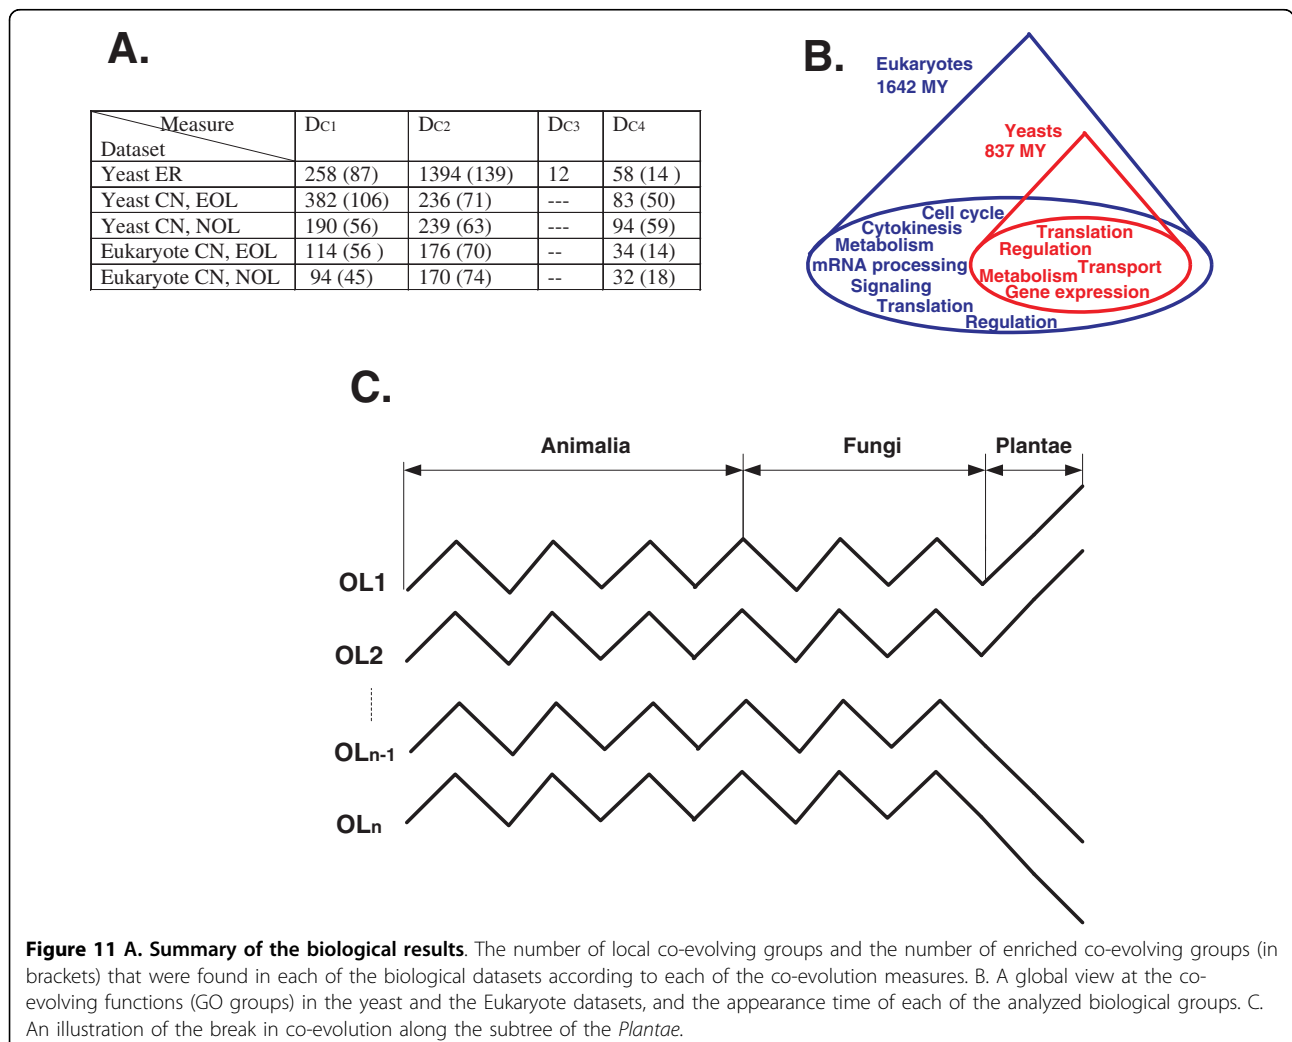 A.
Measure DC1 DC2 DC3 DC4
Dataset
Yeast ER 258 (87) 1394 (139) 12 58 (14 )
Yeast CN, EOL 382 (106) 236 (71) --- 83 (50)
Yeast CN, NOL 190 (56) 239 (63) --- 94 (59)
Eukaryote CN, EOL 114 (56 ) 176 (70) -- 34 (14)
Eukaryote CN, NOL 94 (45) 170 (74) -- 32 (18)
B.
Eukaryotes
1642 MY
Yeasts
837 MY
Cell cycle
Cytokinesis
Metabolism
mRNA processing
Signaling
Translation
Regulation
Translation
Regulation
Transport
Metabolism
Gene expression
C.
Animalia Fungi Plantae
OL1
OL2
OLn-1
OLn
Figure 11 A. Summary of the biological results. The number of local co-evolving groups and the number of enriched co-evolving groups (in
brackets) that were found in each of the biological datasets according to each of the co-evolution measures. B. A global view at the co-
evolving functions (GO groups) in the yeast and the Eukaryote datasets, and the appearance time of each of the analyzed biological groups. C.
An illustration of the break in co-evolution along the subtree of the Plantae.